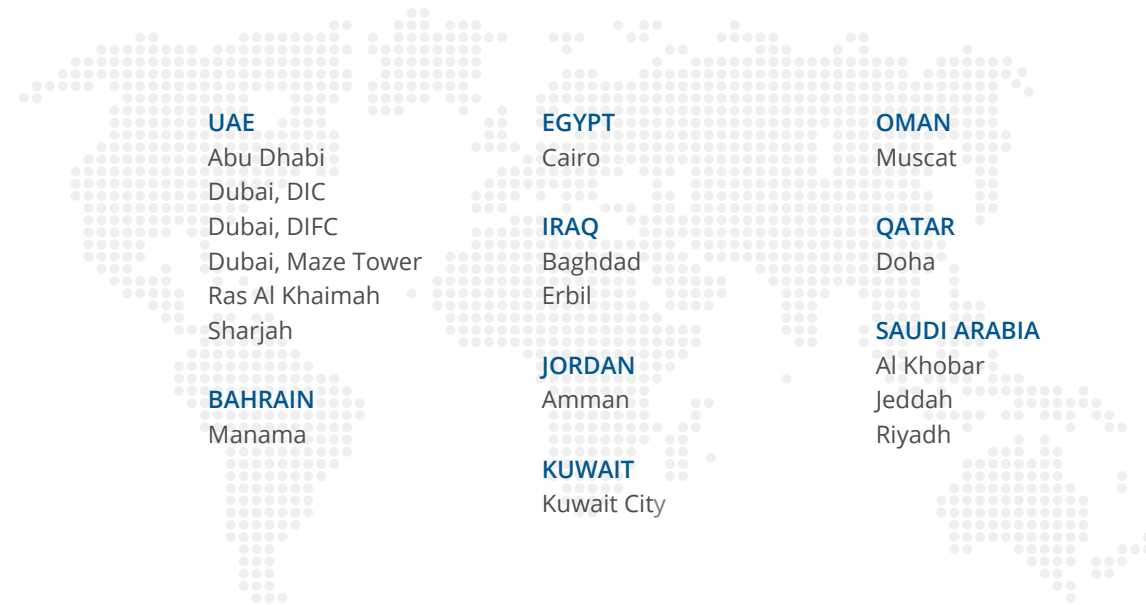 UAE
Abu Dhabi
Dubai, DIC
Dubai, DIFC
Dubai, Maze Tower
Ras Al Khaimah
Sharjah
BAHRAIN
Manama
EGYPT
Cairo
IRAQ
Baghdad
Erbil
JORDAN
Amman
KUWAIT
Kuwait City
OMAN
Muscat
QATAR
Doha
SAUDI ARABIA
Al Khobar
Jeddah
Riyadh